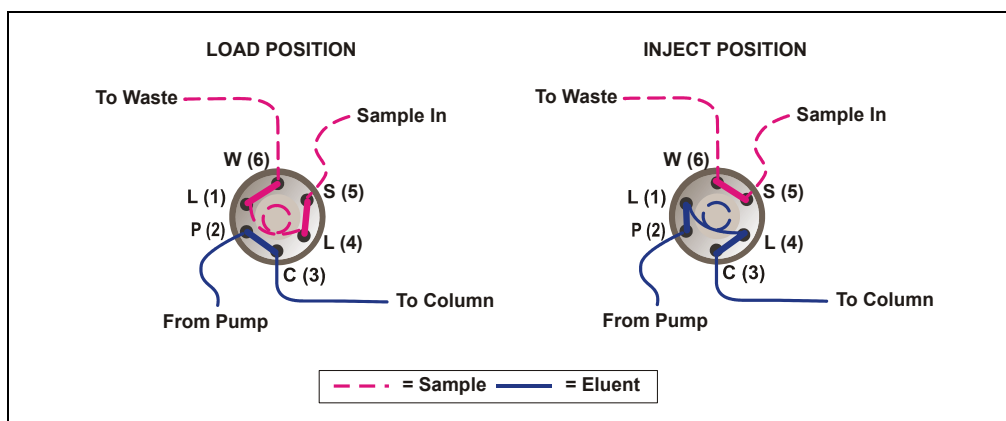 LOAD POSITION
To Waste
Sample In
W (6)
S (5)
L (1)
P (2)
L (4)
C (3)
To Column
From Pump
INJECT POSITION
To Waste
Sample In
W (6)
S (5)
L (1)
P (2)
L (4)
C (3)
To Column
From Pump
= Sample = Eluent